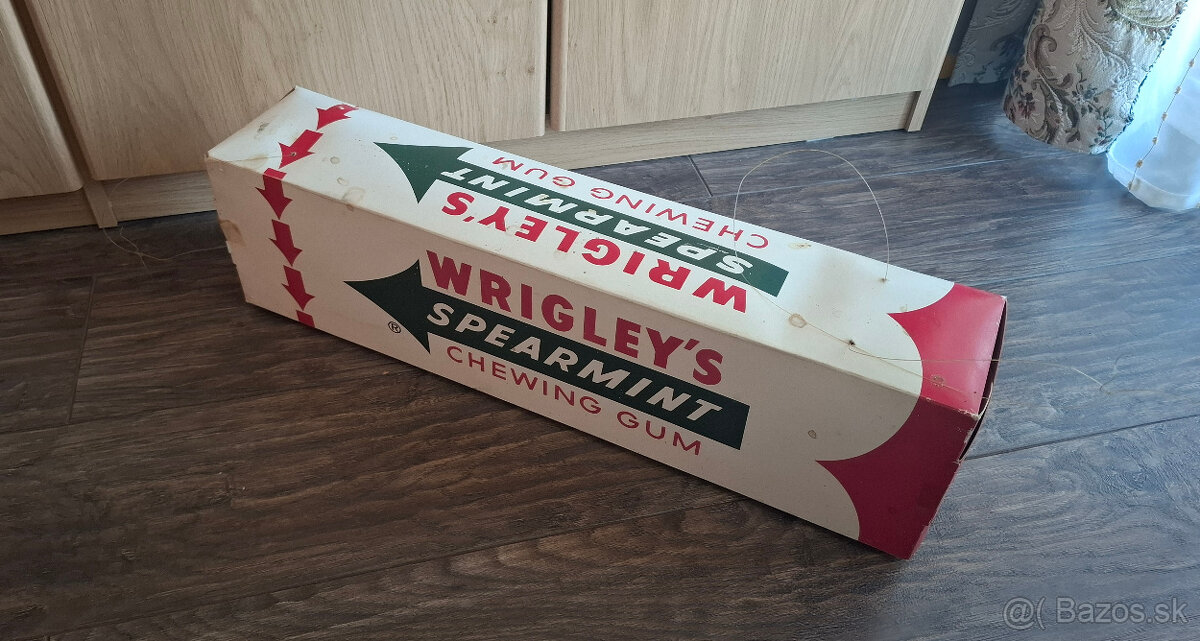 CHEWING GUM
SPEARMINT
WRIGLEY'S
WRIGLEY'S
SPEARMINT
®
CHEWING GUM
@( Bazos.sk